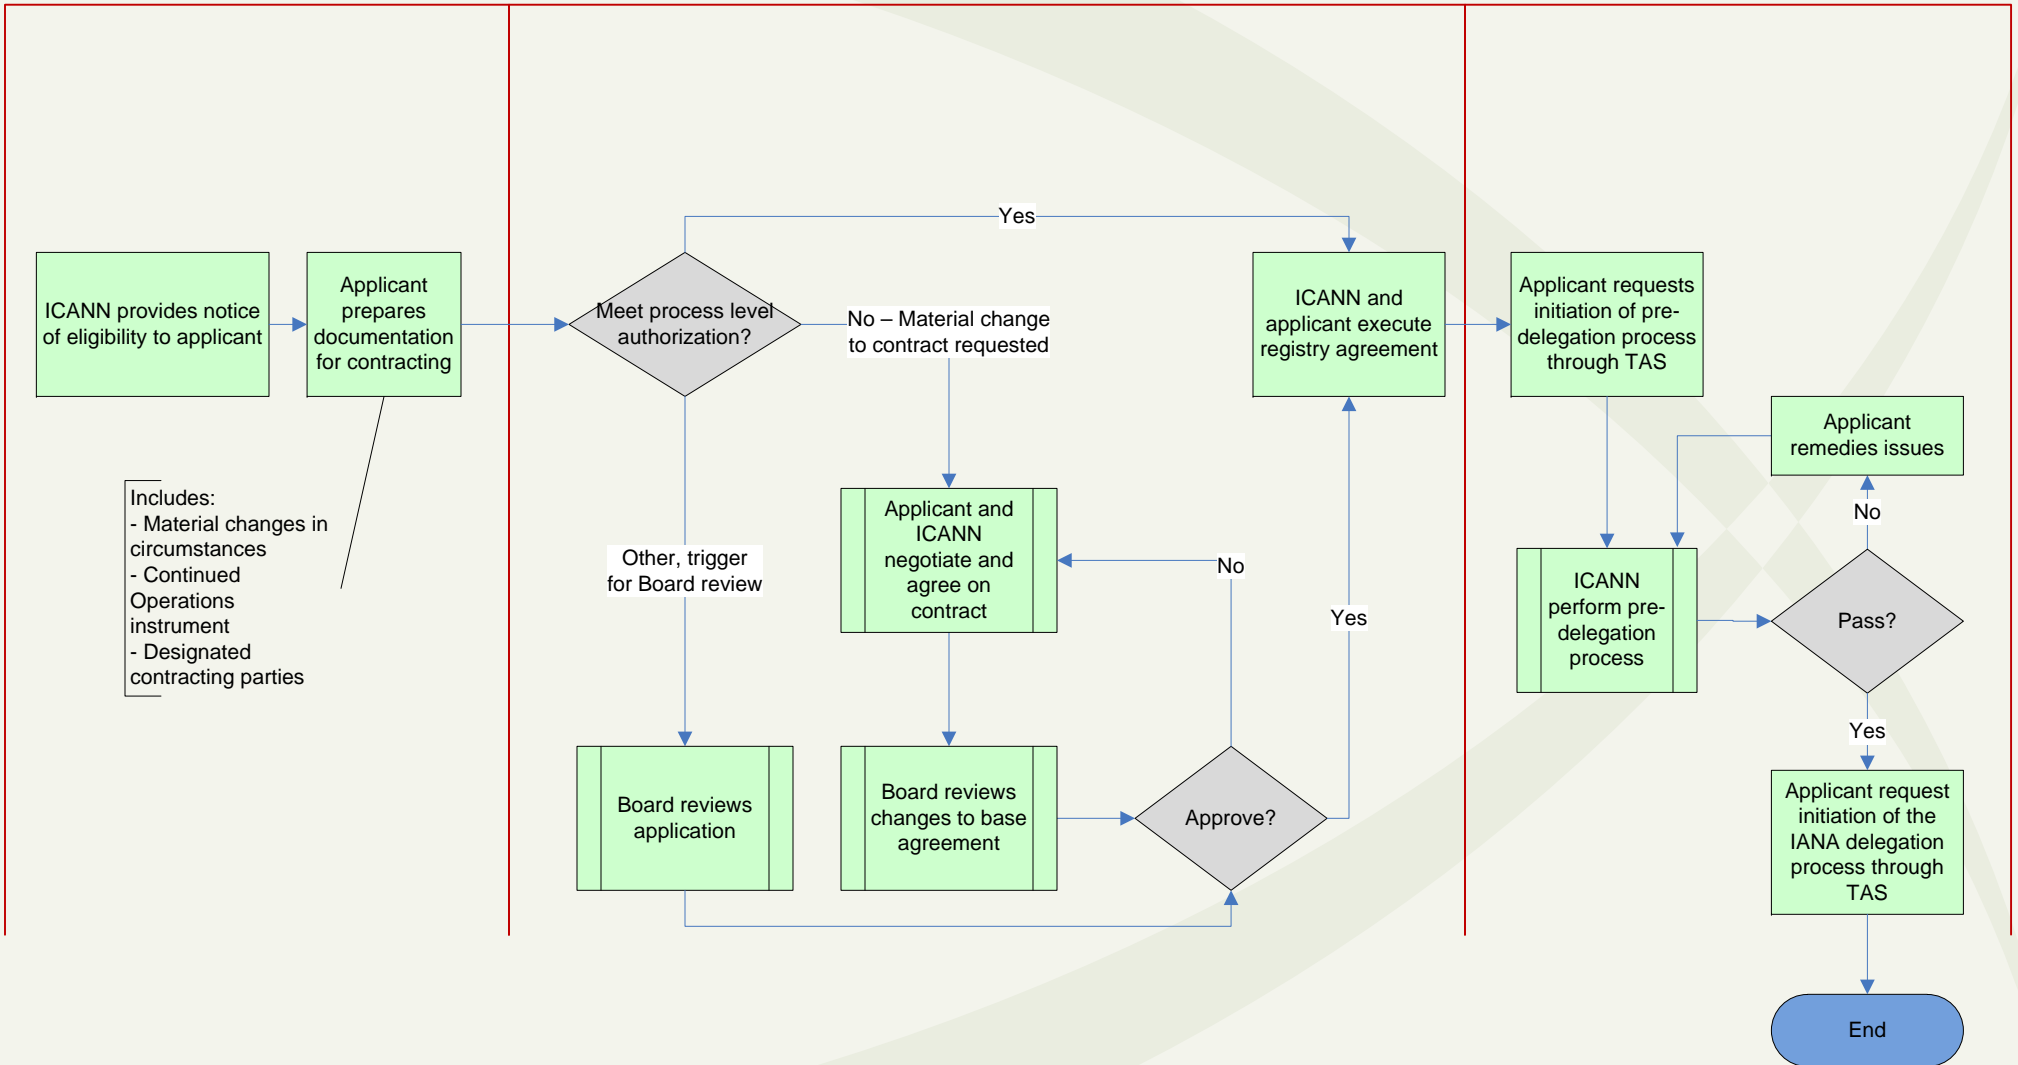 ICANN provides notice
of eligibility to applicant
Applicant
prepares
documentation
for contracting
Includes:
- Material changes in
circumstances
- Continued
Operations
instrument
- Designated
contracting parties
Meet process level
authorization?
Yes
No – Material change
to contract requested
Other, trigger
for Board review
Applicant and
ICANN
negotiate and
agree on
contract
Board reviews
application
Board reviews
changes to base
agreement
Approve?
No
Yes
ICANN and
applicant execute
registry agreement
Applicant requests
initiation of pre-
delegation process
through TAS
Applicant
remedies issues
No
ICANN
perform pre-
delegation
process
Pass?
Yes
Applicant request
initiation of the
IANA delegation
process through
TAS
End